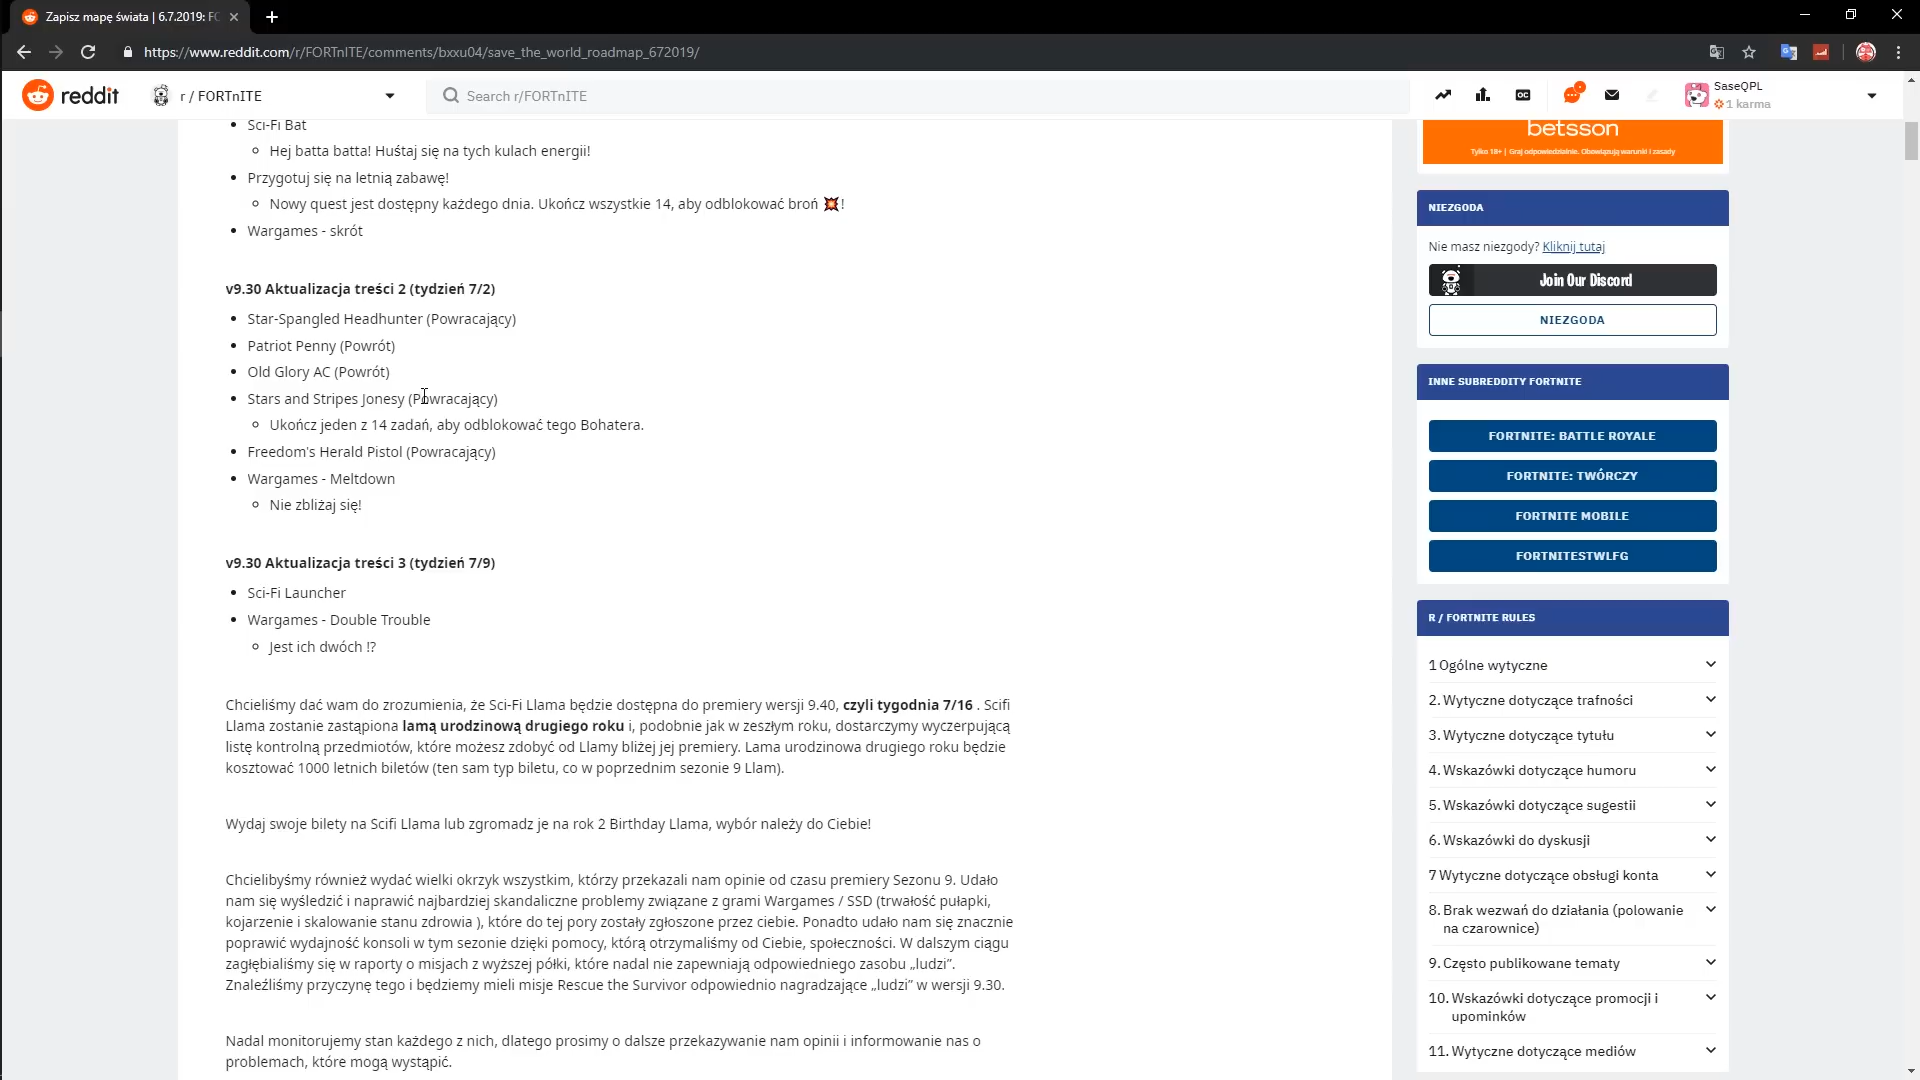 Zapisz mapę świata | 6.7.2019: FO
https://www.reddit.com/r/FORTnITE/comments/bxxu04/save_the_world_roadmap_672019/
reddit
r / FORTnITE
Search r/FORTnITE
OC
SaseQPL
1 karma
Sci-Fi Bat
Hej batta batta! Huśtaj się na tych kulach energii!
Przygotuj się na letnią zabawę!
Nowy quest jest dostępny każdego dnia. Ukończ wszystkie 14, aby odblokować broń 💥!
Wargames - skrót
v9.30 Aktualizacja treści 2 (tydzień 7/2)
Star-Spangled Headhunter (Powracający)
Patriot Penny (Powrót)
Old Glory AC (Powrót)
Stars and Stripes Jonesy (Powracający)
Ukończ jeden z 14 zadań, aby odblokować tego Bohatera.
Freedom's Herald Pistol (Powracający)
Wargames - Meltdown
Nie zbliżaj się!
v9.30 Aktualizacja treści 3 (tydzień 7/9)
Sci-Fi Launcher
Wargames - Double Trouble
Jest ich dwóch !?
Chcieliśmy dać wam do zrozumienia, że Sci-Fi Llama będzie dostępna do premiery wersji 9.40, czyli tygodnia 7/16 . Scifi
Llama zostanie zastąpiona lamą urodzinową drugiego roku i, podobnie jak w zeszłym roku, dostarczymy wyczerpującą
listę kontrolną przedmiotów, które możesz zdobyć od Llamy bliżej jej premiery. Lama urodzinowa drugiego roku będzie
kosztować 1000 letnich biletów (ten sam typ biletu, co w poprzednim sezonie 9 Llam).
Wydaj swoje bilety na Scifi Llama lub zgromadz je na rok 2 Birthday Llama, wybór należy do Ciebie!
Chcielibyśmy również wydać wielki okrzyk wszystkim, którzy przekazali nam opinie od czasu premiery Sezonu 9. Udało
nam się wyśledzić i naprawić najbardziej skandaliczne problemy związane z grami Wargames / SSD (trwałość pułapki,
kojarzenie i skalowanie stanu zdrowia ), które do tej pory zostały zgłoszone przez ciebie. Ponadto udało nam się znacznie
poprawić wydajność konsoli w tym sezonie dzięki pomocy, którą otrzymaliśmy od Ciebie, społeczności. W dalszym ciągu
zagłębialiśmy się w raporty o misjach z wyższej półki, które nadal nie zapewniają odpowiedniego zasobu „ludzi”.
Znaleźliśmy przyczynę tego i będziemy mieli misje Rescue the Survivor odpowiednio nagradzające „ludzi” w wersji 9.30.
Nadal monitorujemy stan każdego z nich, dlatego prosimy o dalsze przekazywanie nam opinii i informowanie nas o
problemach, które mogą wystąpić.
betsson
Tylko 18+ | Graj odpowiedzialnie. Obowiązują warunki i zasady
NIEZGODA
Nie masz niezgody? Kliknij tutaj
Join Our Discord
NIEZGODA
INNE SUBREDDITY FORTNITE
FORTNITE: BATTLE ROYALE
FORTNITE: TWÓRCZY
FORTNITE MOBILE
FORTNITESTWLFG
R / FORTNITE RULES
1 Ogólne wytyczne
2. Wytyczne dotyczące trafności
3. Wytyczne dotyczące tytułu
4. Wskazówki dotyczące humoru
5. Wskazówki dotyczące sugestii
6. Wskazówki do dyskusji
7 Wytyczne dotyczące obsługi konta
8. Brak wezwań do działania (polowanie
na czarownice)
9. Często publikowane tematy
10. Wskazówki dotyczące promocji i
upominków
11. Wytyczne dotyczące mediów